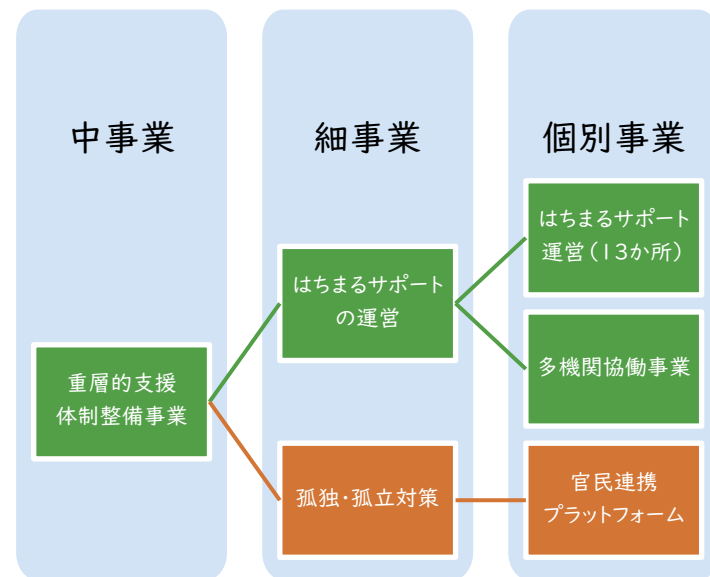 中事業
細事業
個別事業
重層的支援
体制整備事業
はちまるサポート
の運営
孤独・孤立対策
はちまるサポート
運営(13か所)
多機関協働事業
官民連携
プラットフォーム